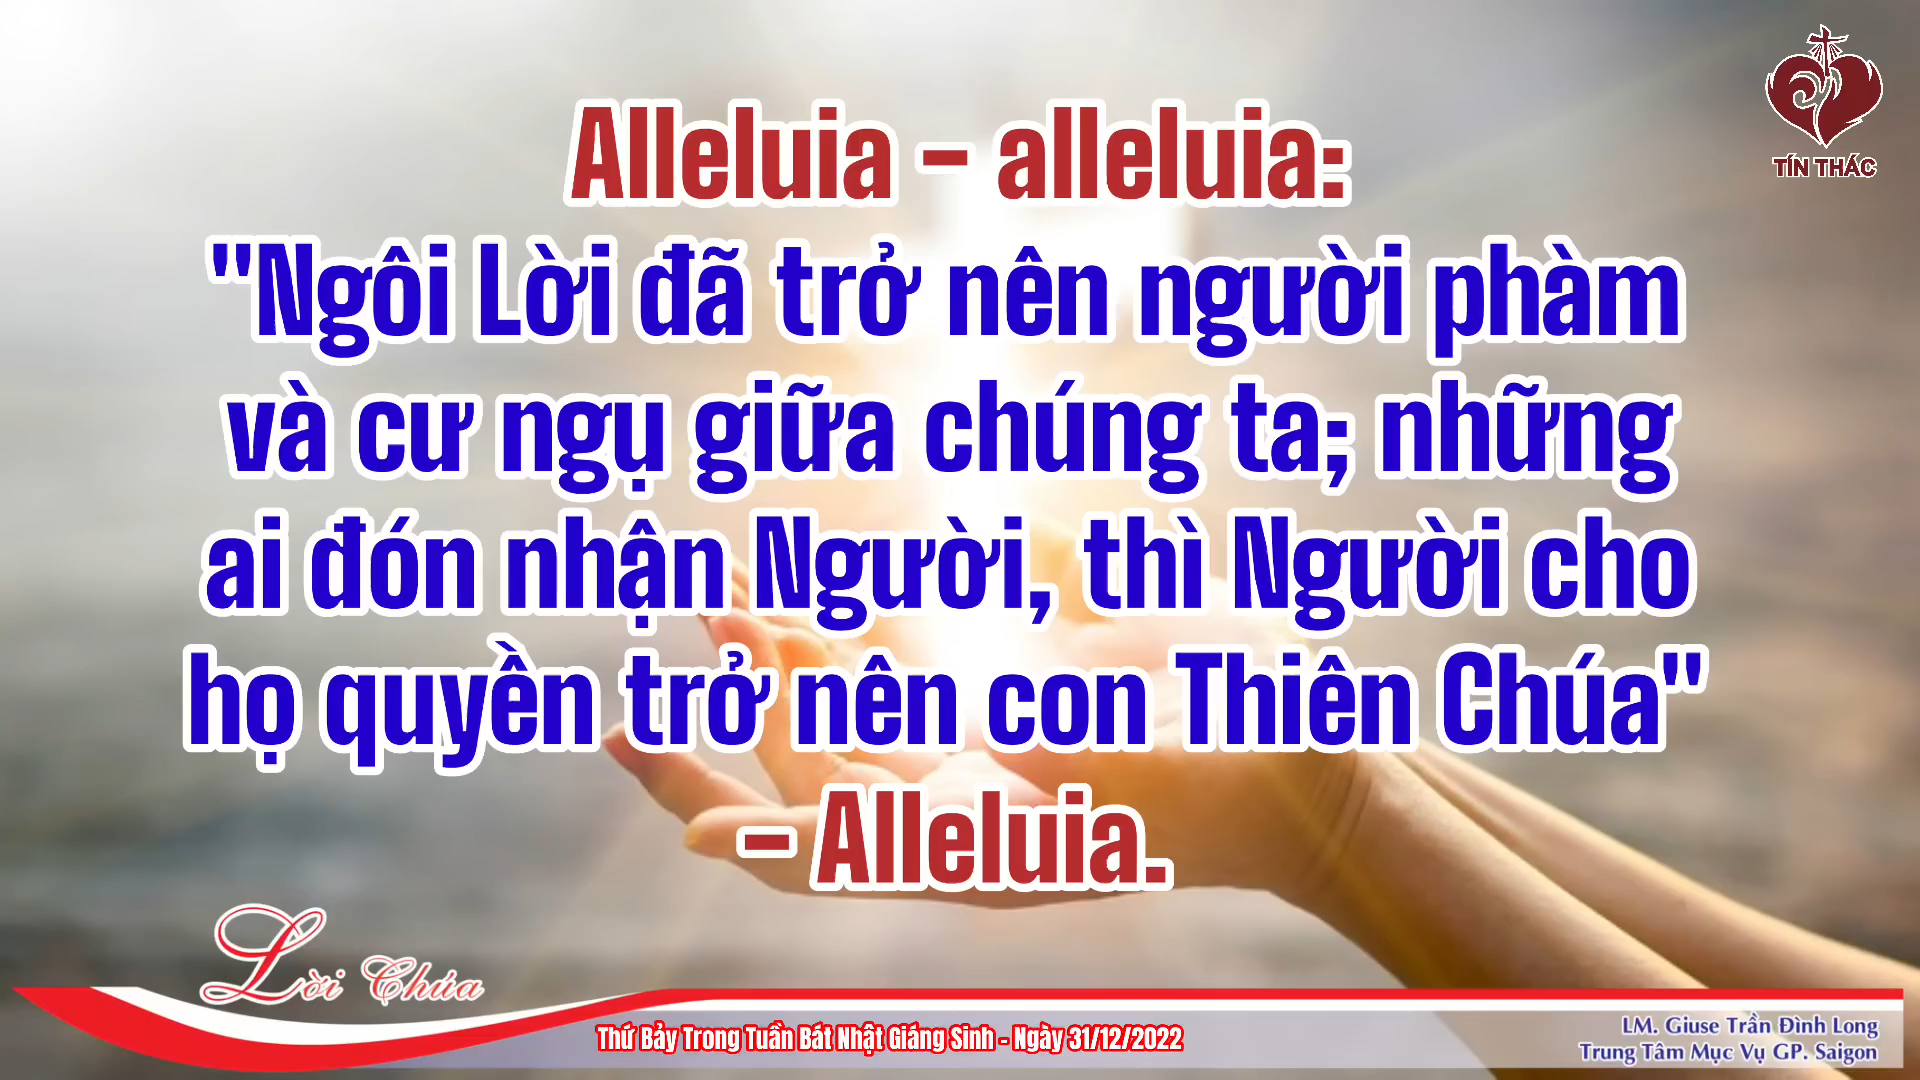 TÍN THÁC
Alleluia - alleluia:
"Ngôi Lời đã trở nên người phàm
và cư ngụ giữa chúng ta; những
ai đón nhận Người, thì Người cho
họ quyền trở nên con Thiên Chúa"
- Alleluia.
Lời Chúa
Thứ Bảy Trong Tuần Bát Nhật Giáng Sinh - Ngày 31/12/2022
LM. Giuse Trần Đình Long
Trung Tâm Mục Vụ GP. Saigon